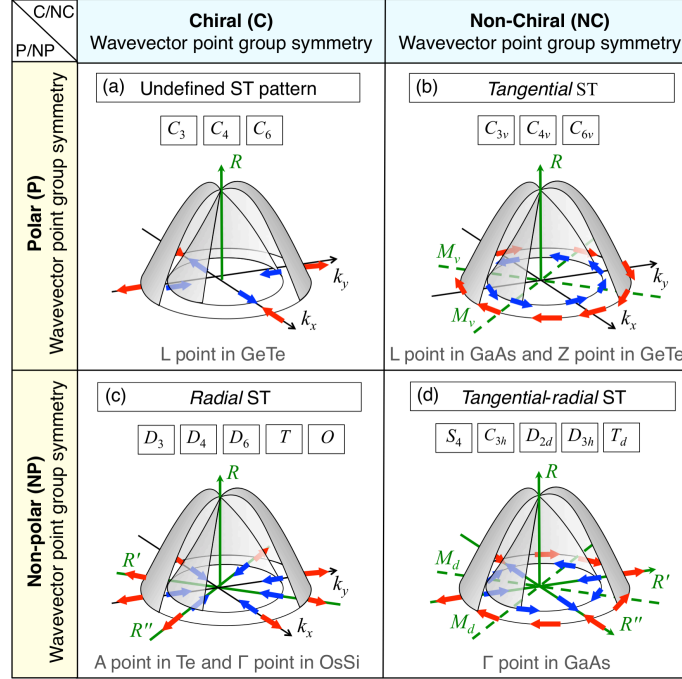 C/NC
P/NP
Chiral (C)
Wavevector point group symmetry
Non-Chiral (NC)
Wavevector point group symmetry
Polar (P)
Wavevector point group symmetry
(a) Undefined ST pattern
C3 C4 C6
R
ky
kx
L point in GeTe
(b) Tangential ST
C3v C4v C6v
R
Mv
Mv
ky
kx
L point in GaAs and Z point in GeTe
Non-polar (NP)
Wavevector point group symmetry
(c) Radial ST
D3 D4 D6 T O
R
R′
R″
ky
kx
A point in Te and Γ point in OsSi
(d) Tangential-radial ST
S4 C3h D2d D3h Td
R
Md
Md
R′
R″
Γ point in GaAs